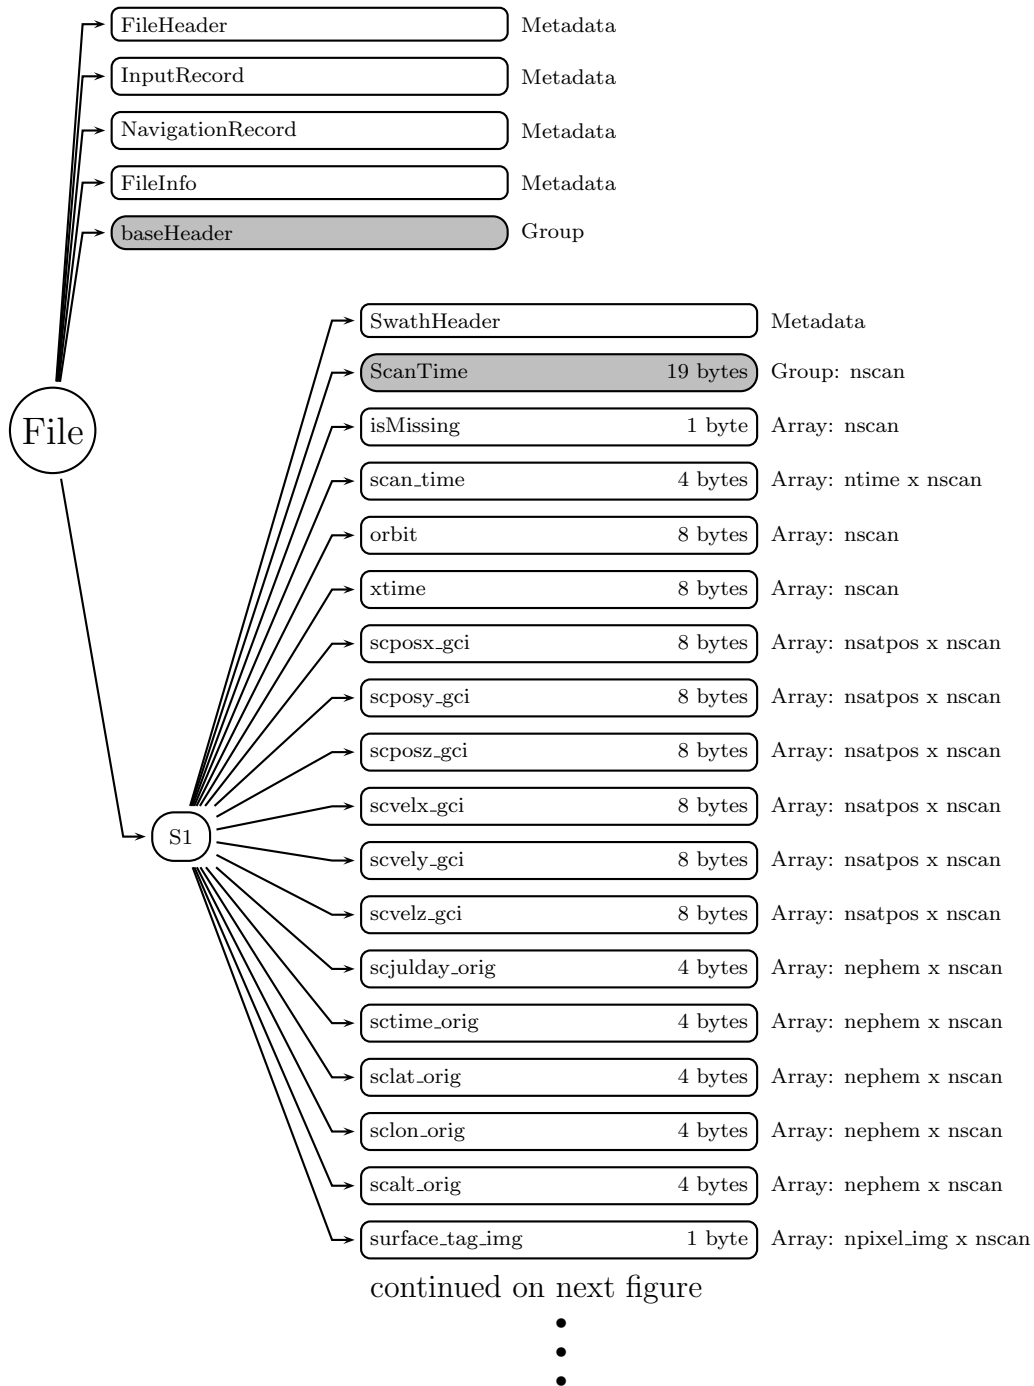 FileHeader Metadata
InputRecord Metadata
NavigationRecord Metadata
FileInfo Metadata
baseHeader Group
SwathHeader Metadata
ScanTime 19 bytes Group: nscan
File
isMissing 1 byte Array: nscan
scan_time 4 bytes Array: ntime x nscan
orbit 8 bytes Array: nscan
xtime 8 bytes Array: nscan
scposx_gci 8 bytes Array: nsatpos x nscan
scposy_gci 8 bytes Array: nsatpos x nscan
scposz_gci 8 bytes Array: nsatpos x nscan
scvelx_gci 8 bytes Array: nsatpos x nscan
S1
scvely_gci 8 bytes Array: nsatpos x nscan
scvelz_gci 8 bytes Array: nsatpos x nscan
scjulday_orig 4 bytes Array: nephem x nscan
sctime_orig 4 bytes Array: nephem x nscan
sclat_orig 4 bytes Array: nephem x nscan
sclon_orig 4 bytes Array: nephem x nscan
scalt_orig 4 bytes Array: nephem x nscan
surface_tag_img 1 byte Array: npixel_img x nscan
continued on next figure